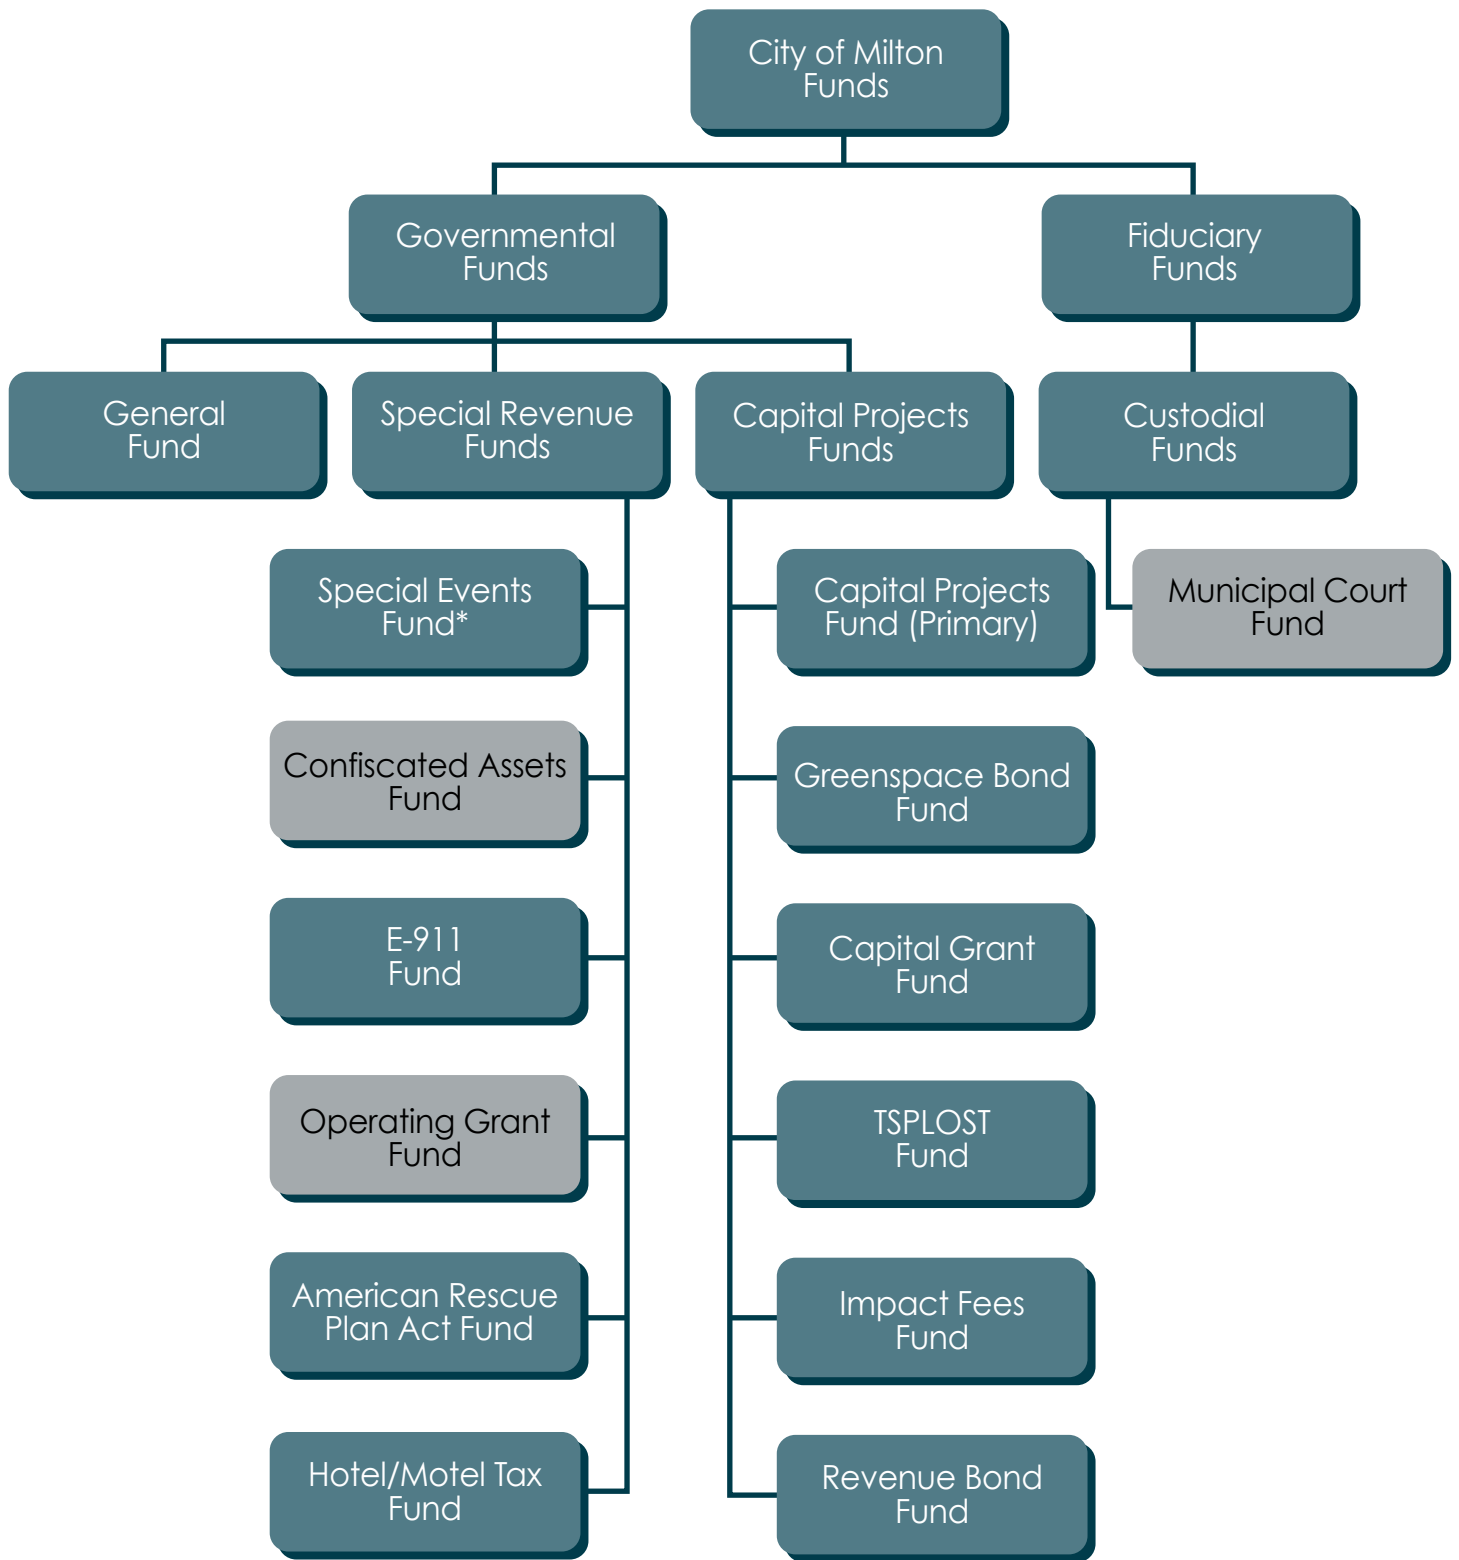 City of Milton
Funds
Governmental
Funds
Fiduciary
Funds
General
Fund
Special Revenue
Funds
Capital Projects
Funds
Custodial
Funds
Special Events
Fund*
Confiscated Assets
Fund
E-911
Fund
Operating Grant
Fund
American Rescue
Plan Act Fund
Hotel/Motel Tax
Fund
Capital Projects
Fund (Primary)
Greenspace Bond
Fund
Capital Grant
Fund
TSPLOST
Fund
Impact Fees
Fund
Revenue Bond
Fund
Municipal Court
Fund